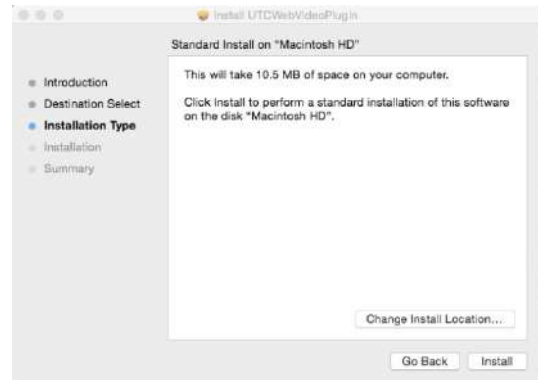 Install UTCWebVideoPlugin
Standard Install on "Macintosh HD"
Introduction
Destination Select
Installation Type
Installation
Summary
This will take 10.5 MB of space on your computer.
Click Install to perform a standard installation of this software
on the disk "Macintosh HD".
Change Install Location...
Go Back
Install